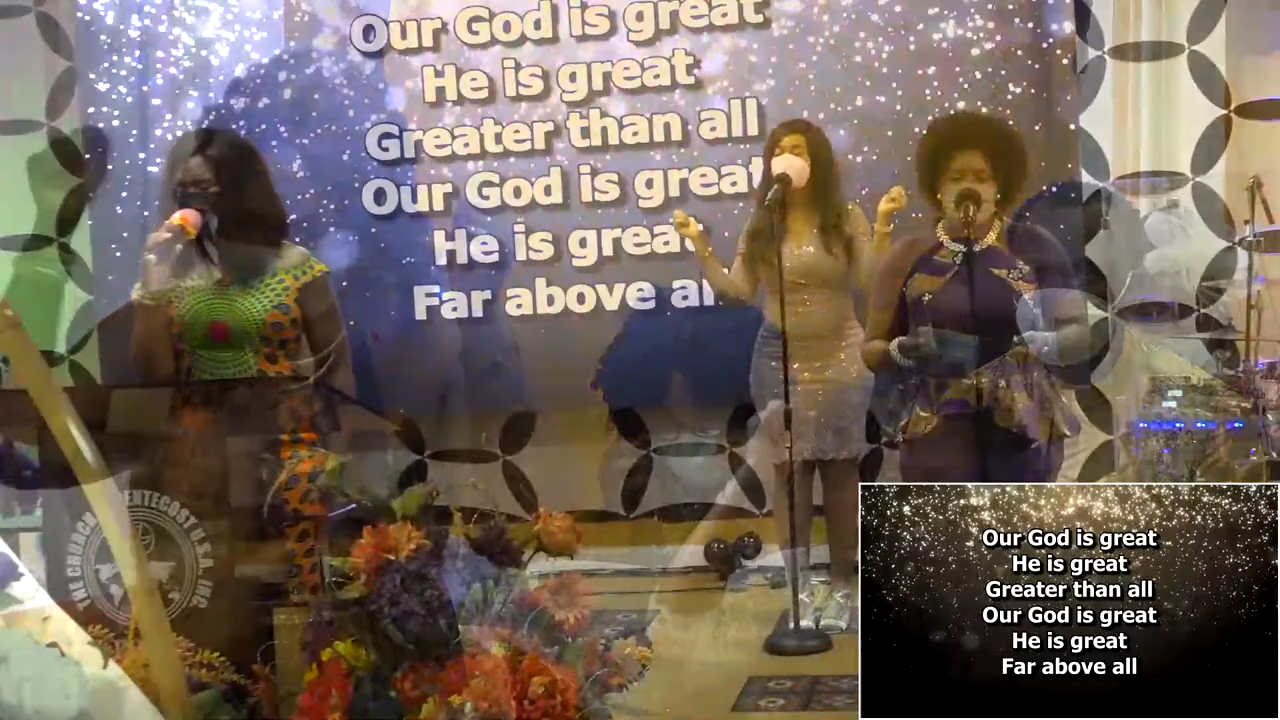 Our God is great
He is great
Greater than all
Our God is great
He is great
Far above al
THE CHURCH PENTECOST U.S.A. INC.
Our God is great
He is great
Greater than all
Our God is great
He is great
Far above all